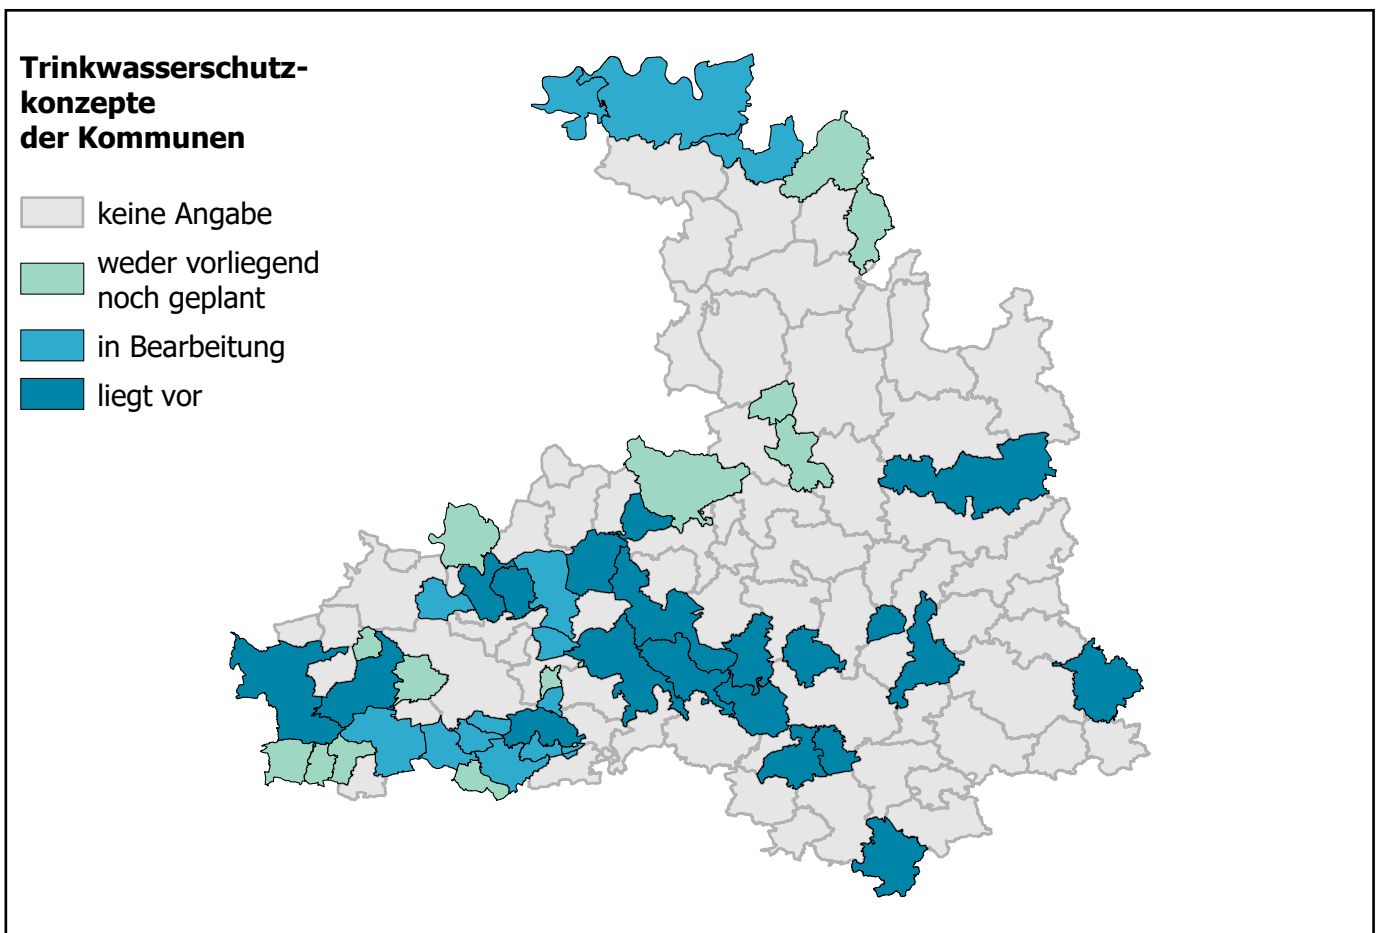 Trinkwasserschutz-
konzepte
der Kommunen
keine Angabe
weder vorliegend
noch geplant
in Bearbeitung
liegt vor